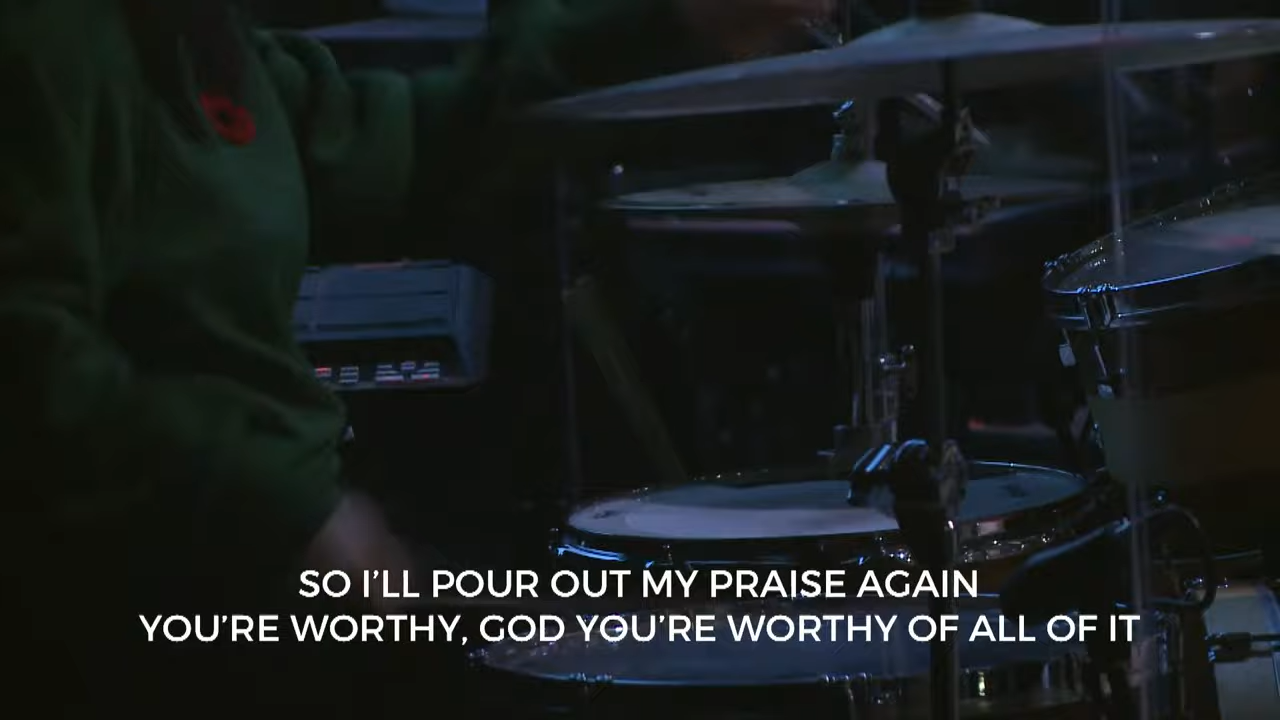 SO I’LL POUR OUT MY PRAISE AGAIN
YOU’RE WORTHY, GOD YOU’RE WORTHY OF ALL OF IT